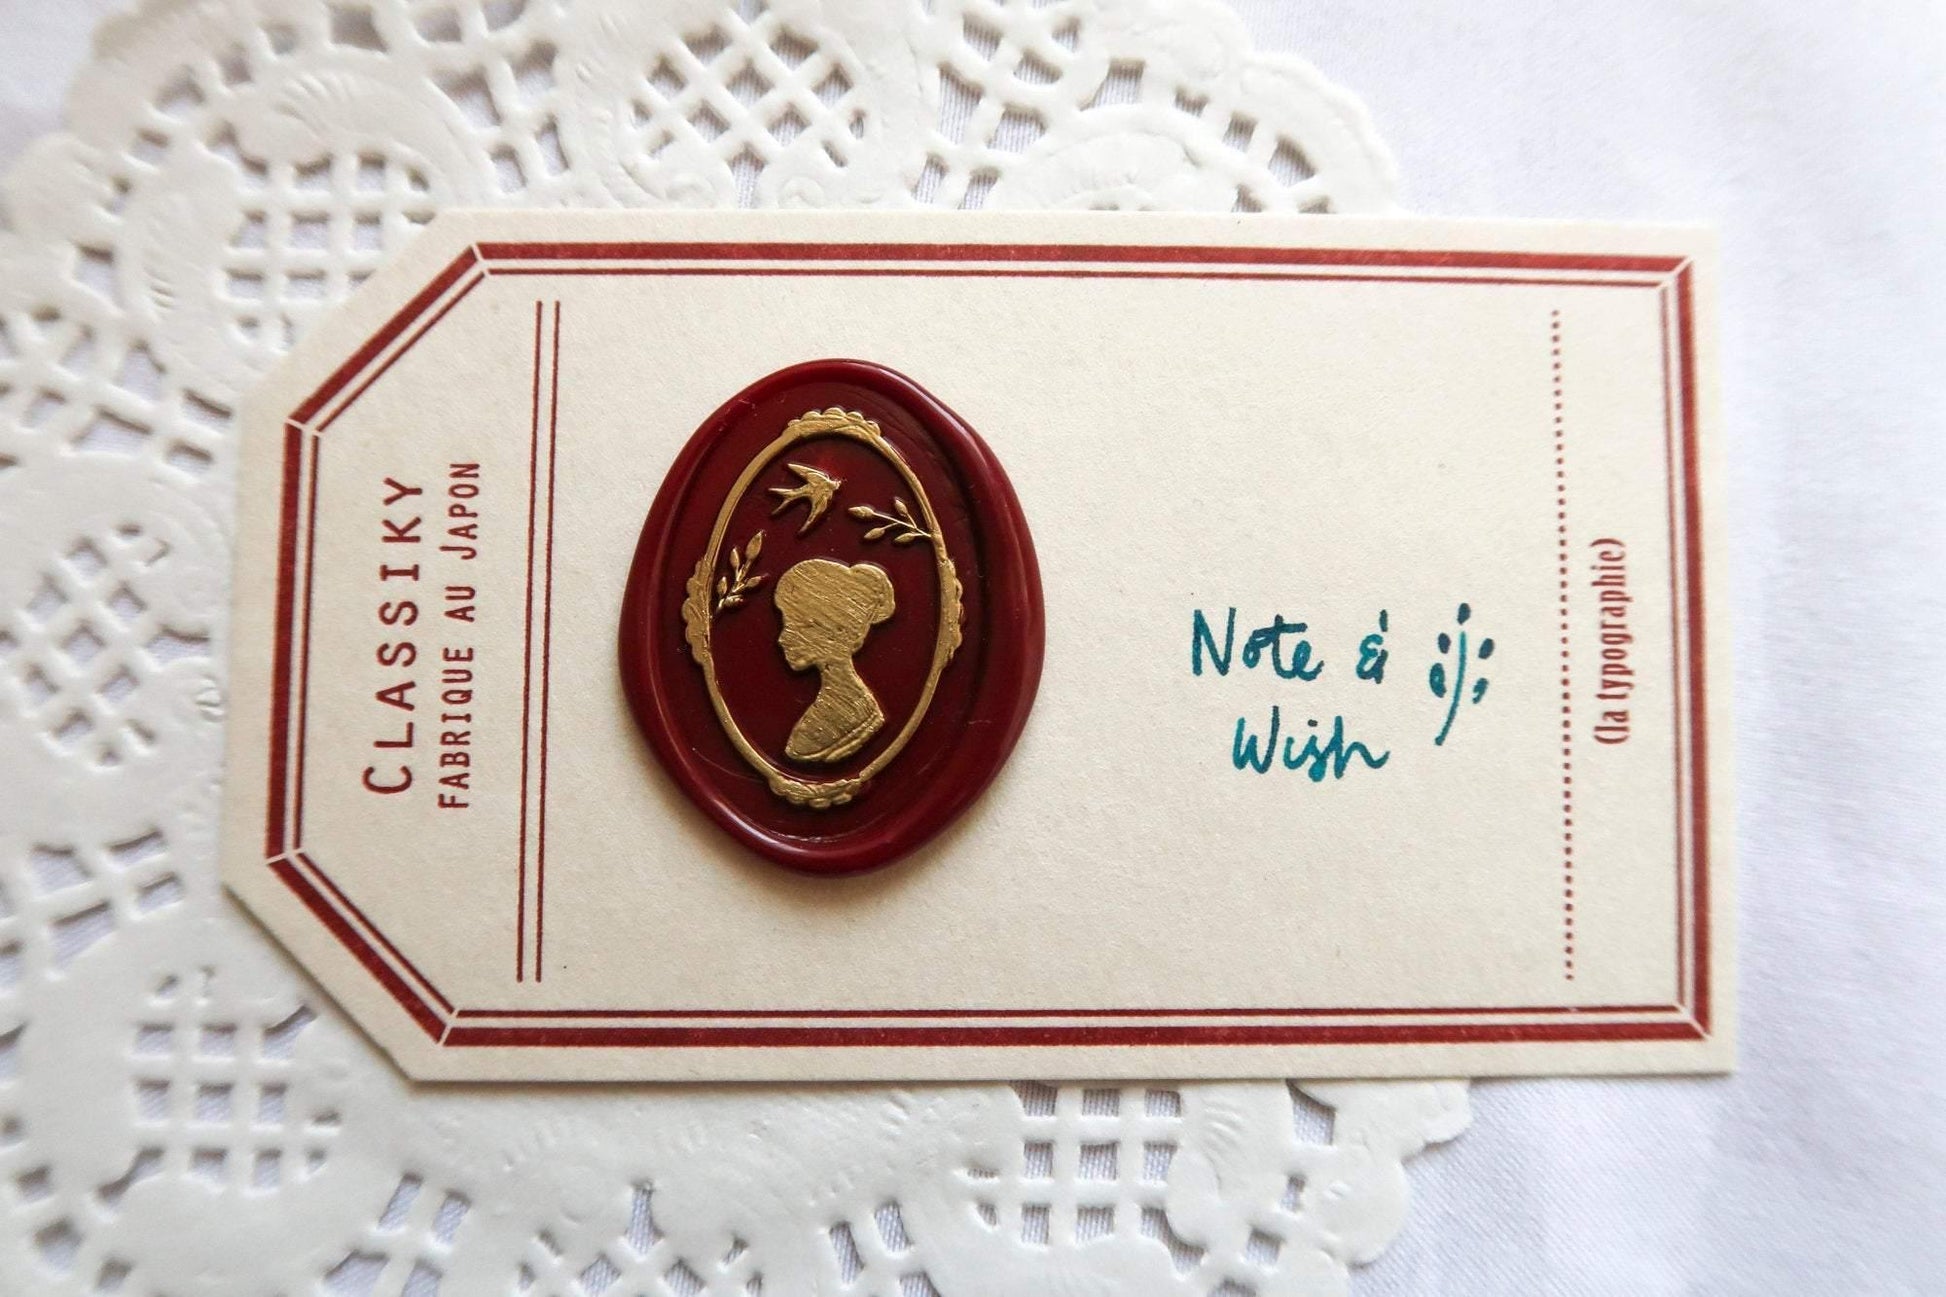 CLASSIKY
FABRIQUE AU JAPON
Note &
Wish
(la typographie)